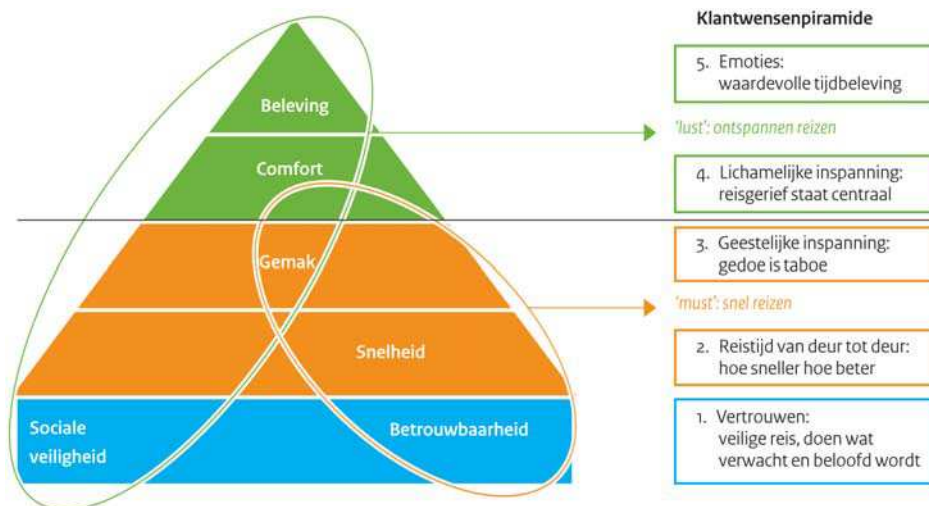 Klantwensenpiramide
Beleving
Comfort
Gemak
Snelheid
Sociale
veiligheid
Betrouwbaarheid
5. Emoties:
waardevolle tijdbeleving
'lust': ontspannen reizen
4. Lichamelijke inspanning:
reisgerief staat centraal
3. Geestelijke inspanning:
gedoe is taboe
'must': snel reizen
2. Reistijd van deur tot deur:
hoe sneller hoe beter
1. Vertrouwen:
veilige reis, doen wat
verwacht en beloofd wordt